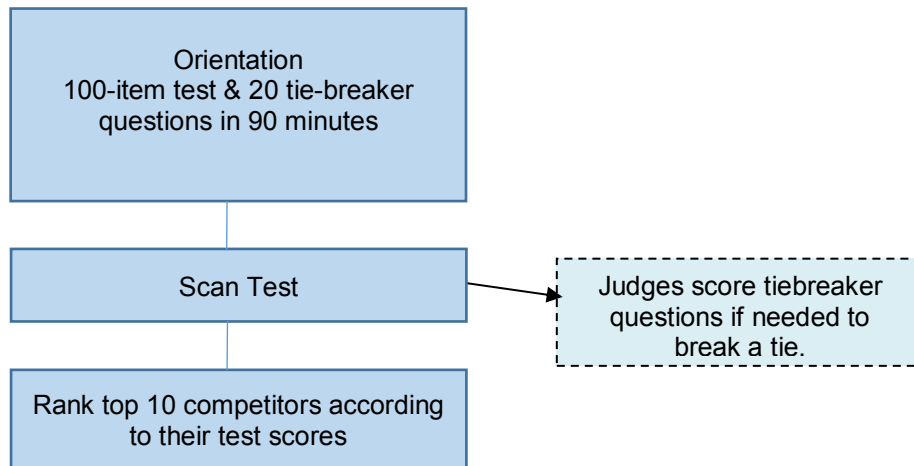 Orientation
100-item test & 20 tie-breaker
questions in 90 minutes
Scan Test
Judges score tiebreaker
questions if needed to
break a tie.
Rank top 10 competitors according
to their test scores